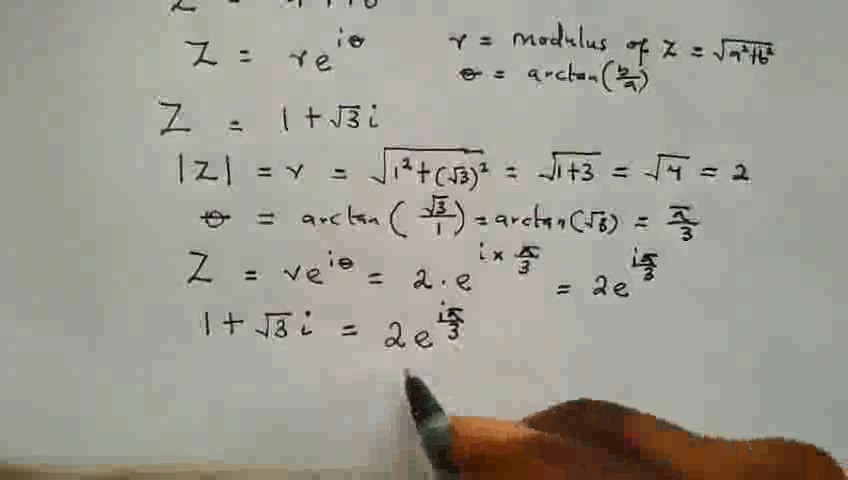 Z = re^{iθ} r = modulus of Z = √(a²+b²)
θ = arctan(b/a)
Z = 1 + √3 i
|Z| = r = √(1² + (√3)²) = √(1+3) = √4 = 2
θ = arctan(√3/1) = arctan(√3) = π/3
Z = re^{iθ} = 2 · e^{i × π/3} = 2e^{iπ/3}
1 + √3 i = 2e^{iπ/3}